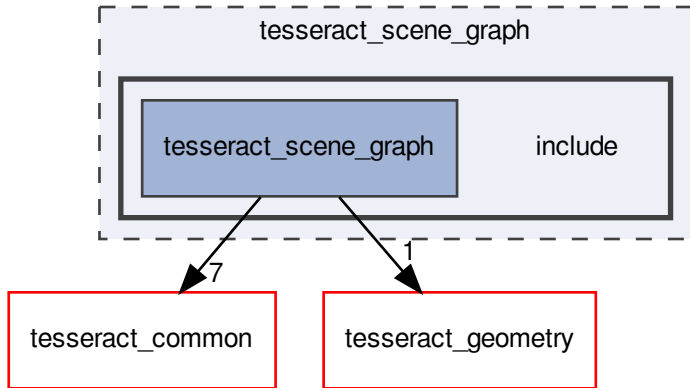 tesseract_scene_graph
tesseract_scene_graph
include
7
1
tesseract_common
tesseract_geometry